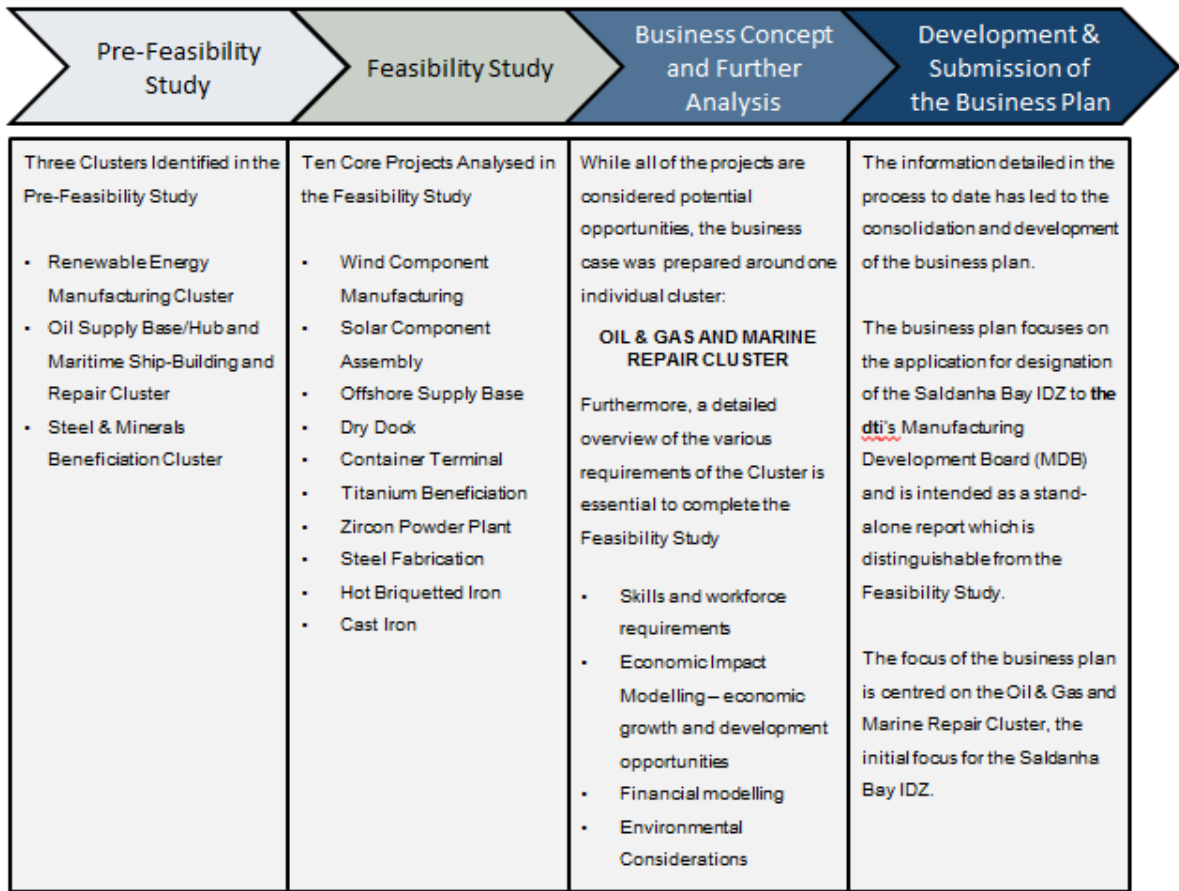 Pre-Feasibility
Study
Feasibility Study
Business Concept
and Further
Analysis
Development &
Submission of
the Business Plan
Three Clusters Identified in the
Pre-Feasibility Study
▪ Renewable Energy
Manufacturing Cluster
▪ Oil Supply Base/Hub and
Maritime Ship-Building and
Repair Cluster
▪ Steel & Minerals
Beneficiation Cluster
Ten Core Projects Analysed in
the Feasibility Study
▪ Wind Component
Manufacturing
▪ Solar Component
Assembly
▪ Offshore Supply Base
▪ Dry Dock
▪ Container Terminal
▪ Titanium Beneficiation
▪ Zircon Powder Plant
▪ Steel Fabrication
▪ Hot Briquetted Iron
▪ Cast Iron
While all of the projects are
considered potential
opportunities, the business
case was prepared around one
individual cluster:
OIL & GAS AND MARINE
REPAIR CLUSTER
Furthermore, a detailed
overview of the various
requirements of the Cluster is
essential to complete the
Feasibility Study
▪ Skills and workforce
requirements
▪ Economic Impact
Modelling – economic
growth and development
opportunities
▪ Financial modelling
▪ Environmental
Considerations
The information detailed in the
process to date has led to the
consolidation and development
of the business plan.
The business plan focuses on
the application for designation
of the Saldanha Bay IDZ to the
dti's Manufacturing
Development Board (MDB)
and is intended as a stand-
alone report which is
distinguishable from the
Feasibility Study.
The focus of the business plan
is centred on the Oil & Gas and
Marine Repair Cluster, the
initial focus for the Saldanha
Bay IDZ.